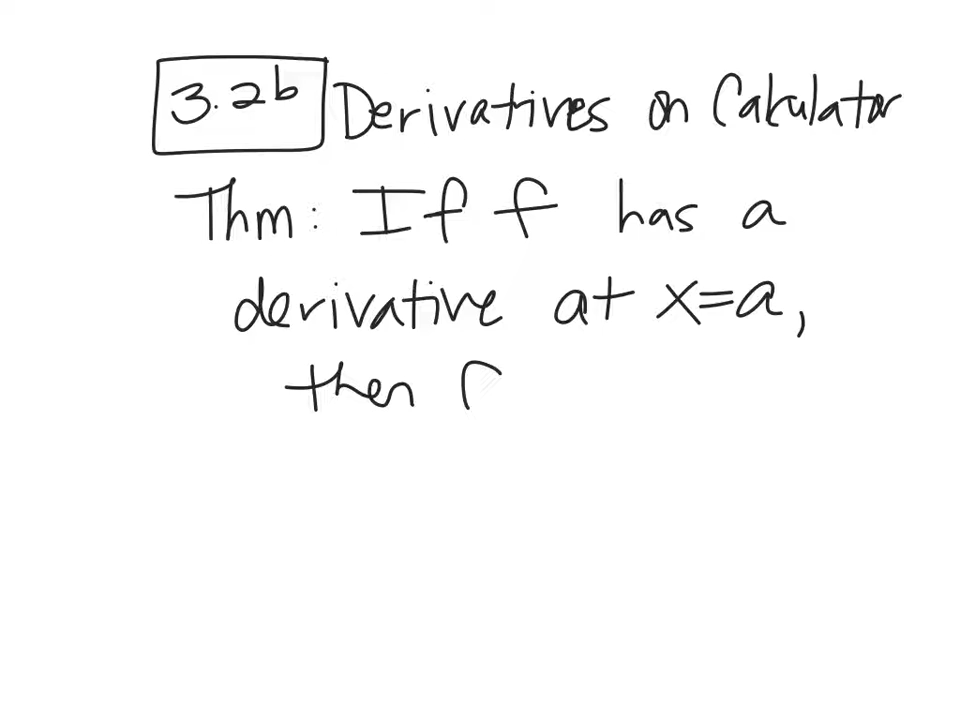 3.2b Derivatives on Calculator
Thm: If f has a
derivative at x=a,
then